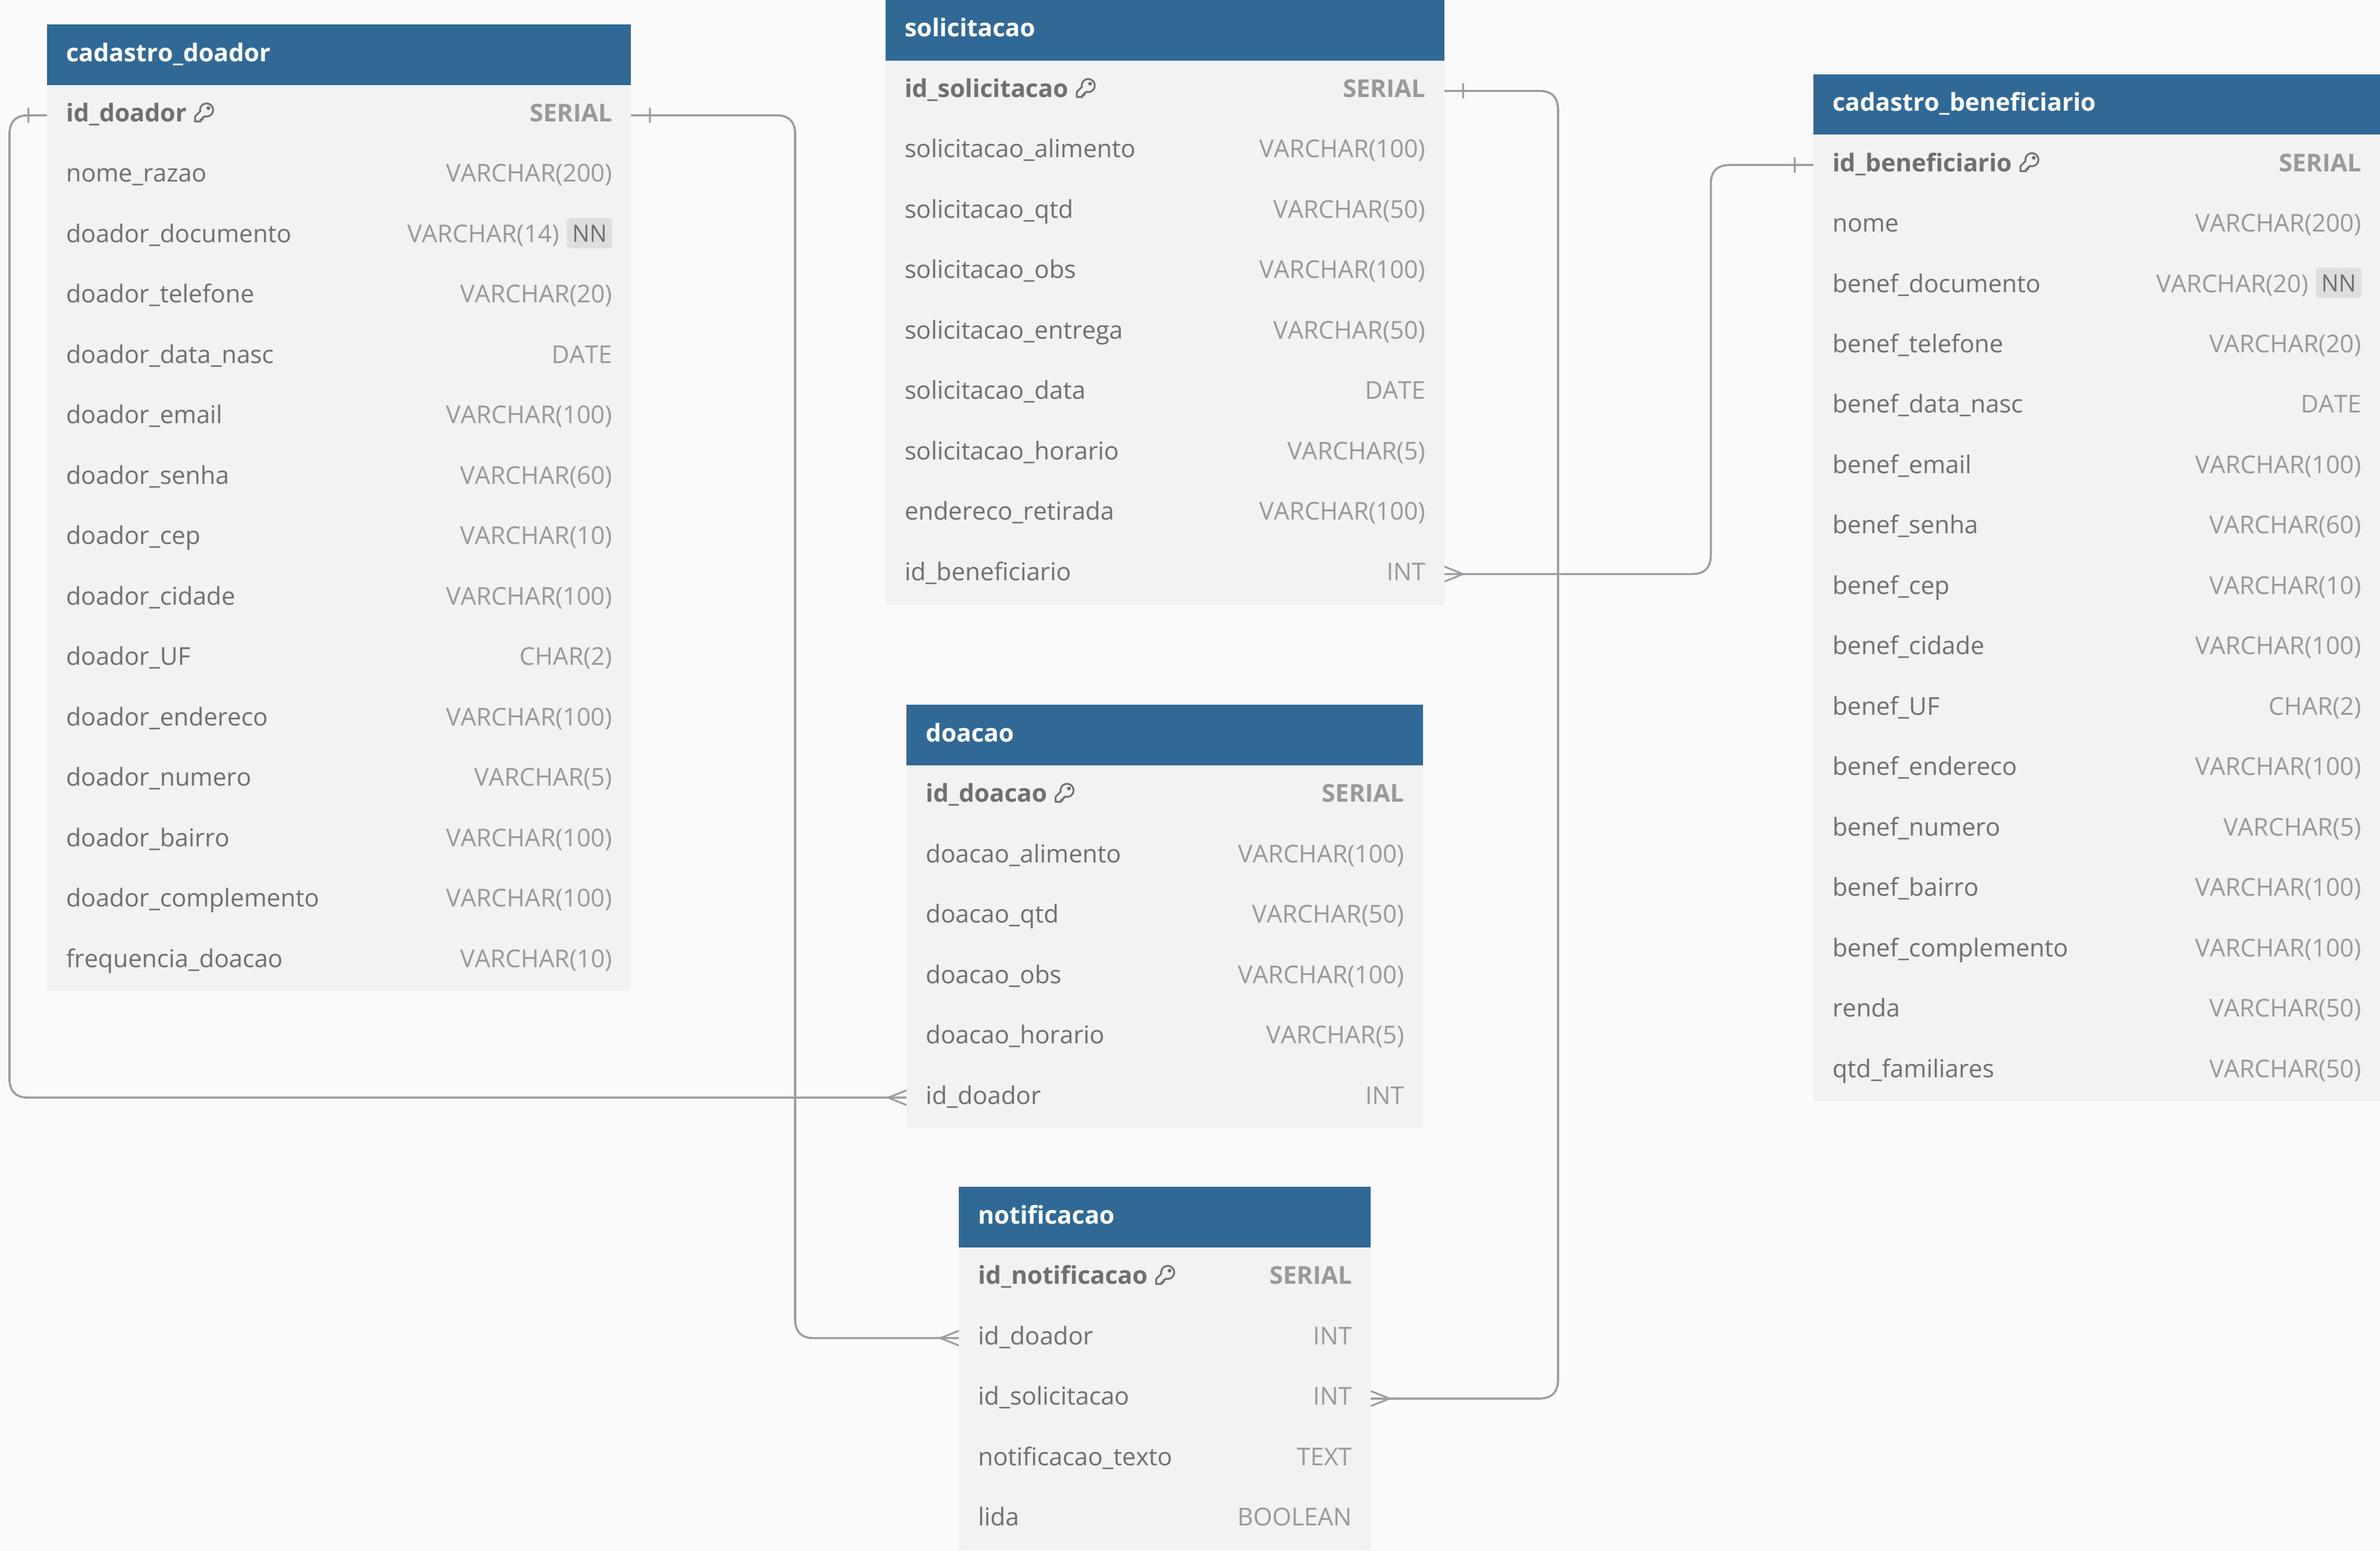 cadastro_doador
id_doador SERIAL
nome_razao VARCHAR(200)
doador_documento VARCHAR(14) NN
doador_telefone VARCHAR(20)
doador_data_nasc DATE
doador_email VARCHAR(100)
doador_senha VARCHAR(60)
doador_cep VARCHAR(10)
doador_cidade VARCHAR(100)
doador_UF CHAR(2)
doador_endereco VARCHAR(100)
doador_numero VARCHAR(5)
doador_bairro VARCHAR(100)
doador_complemento VARCHAR(100)
frequencia_doacao VARCHAR(10)
solicitacao
id_solicitacao SERIAL
solicitacao_alimento VARCHAR(100)
solicitacao_qtd VARCHAR(50)
solicitacao_obs VARCHAR(100)
solicitacao_entrega VARCHAR(50)
solicitacao_data DATE
solicitacao_horario VARCHAR(5)
endereco_retirada VARCHAR(100)
id_beneficiario INT
doacao
id_doacao SERIAL
doacao_alimento VARCHAR(100)
doacao_qtd VARCHAR(50)
doacao_obs VARCHAR(100)
doacao_horario VARCHAR(5)
id_doador INT
notificacao
id_notificacao SERIAL
id_doador INT
id_solicitacao INT
notificacao_texto TEXT
lida BOOLEAN
cadastro_beneficiario
id_beneficiario SERIAL
nome VARCHAR(200)
benef_documento VARCHAR(20) NN
benef_telefone VARCHAR(20)
benef_data_nasc DATE
benef_email VARCHAR(100)
benef_senha VARCHAR(60)
benef_cep VARCHAR(10)
benef_cidade VARCHAR(100)
benef_UF CHAR(2)
benef_endereco VARCHAR(100)
benef_numero VARCHAR(5)
benef_bairro VARCHAR(100)
benef_complemento VARCHAR(100)
renda VARCHAR(50)
qtd_familiares VARCHAR(50)